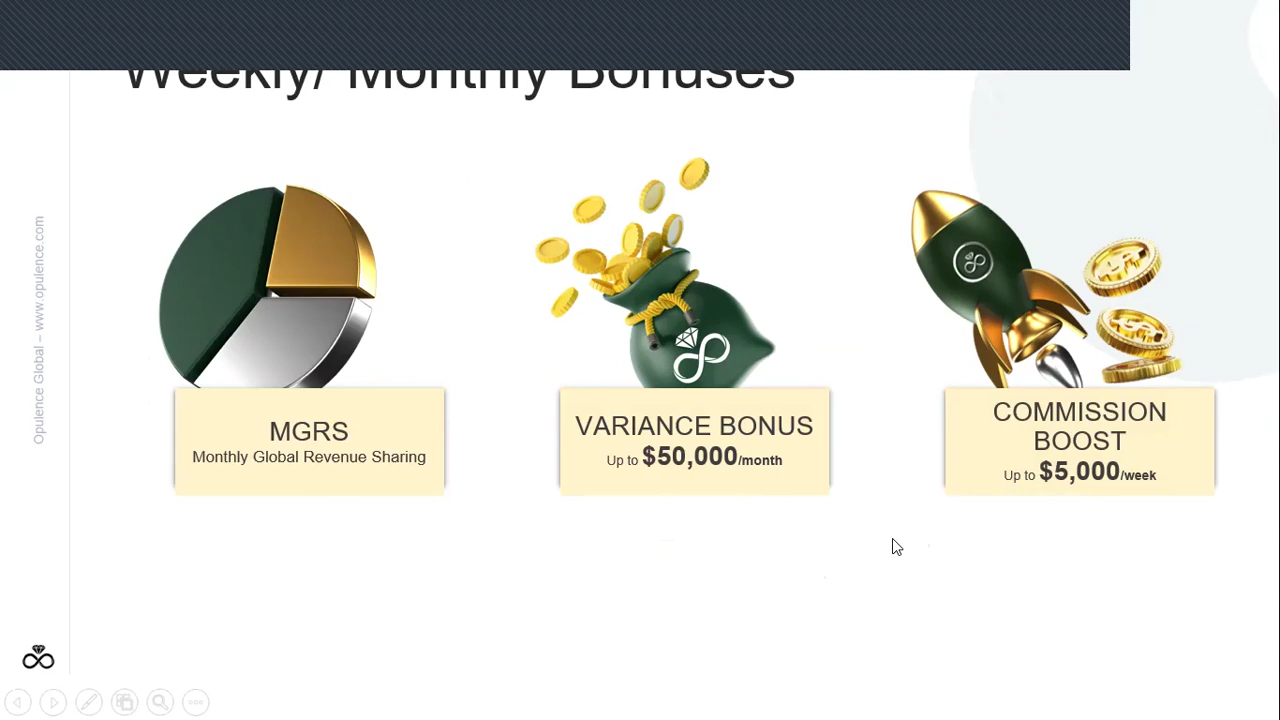 Weekly/ Monthly Bonuses
Opulence Global – www.opulence.com
MGRS
Monthly Global Revenue Sharing
VARIANCE BONUS
Up to $50,000/month
COMMISSION
BOOST
Up to $5,000/week